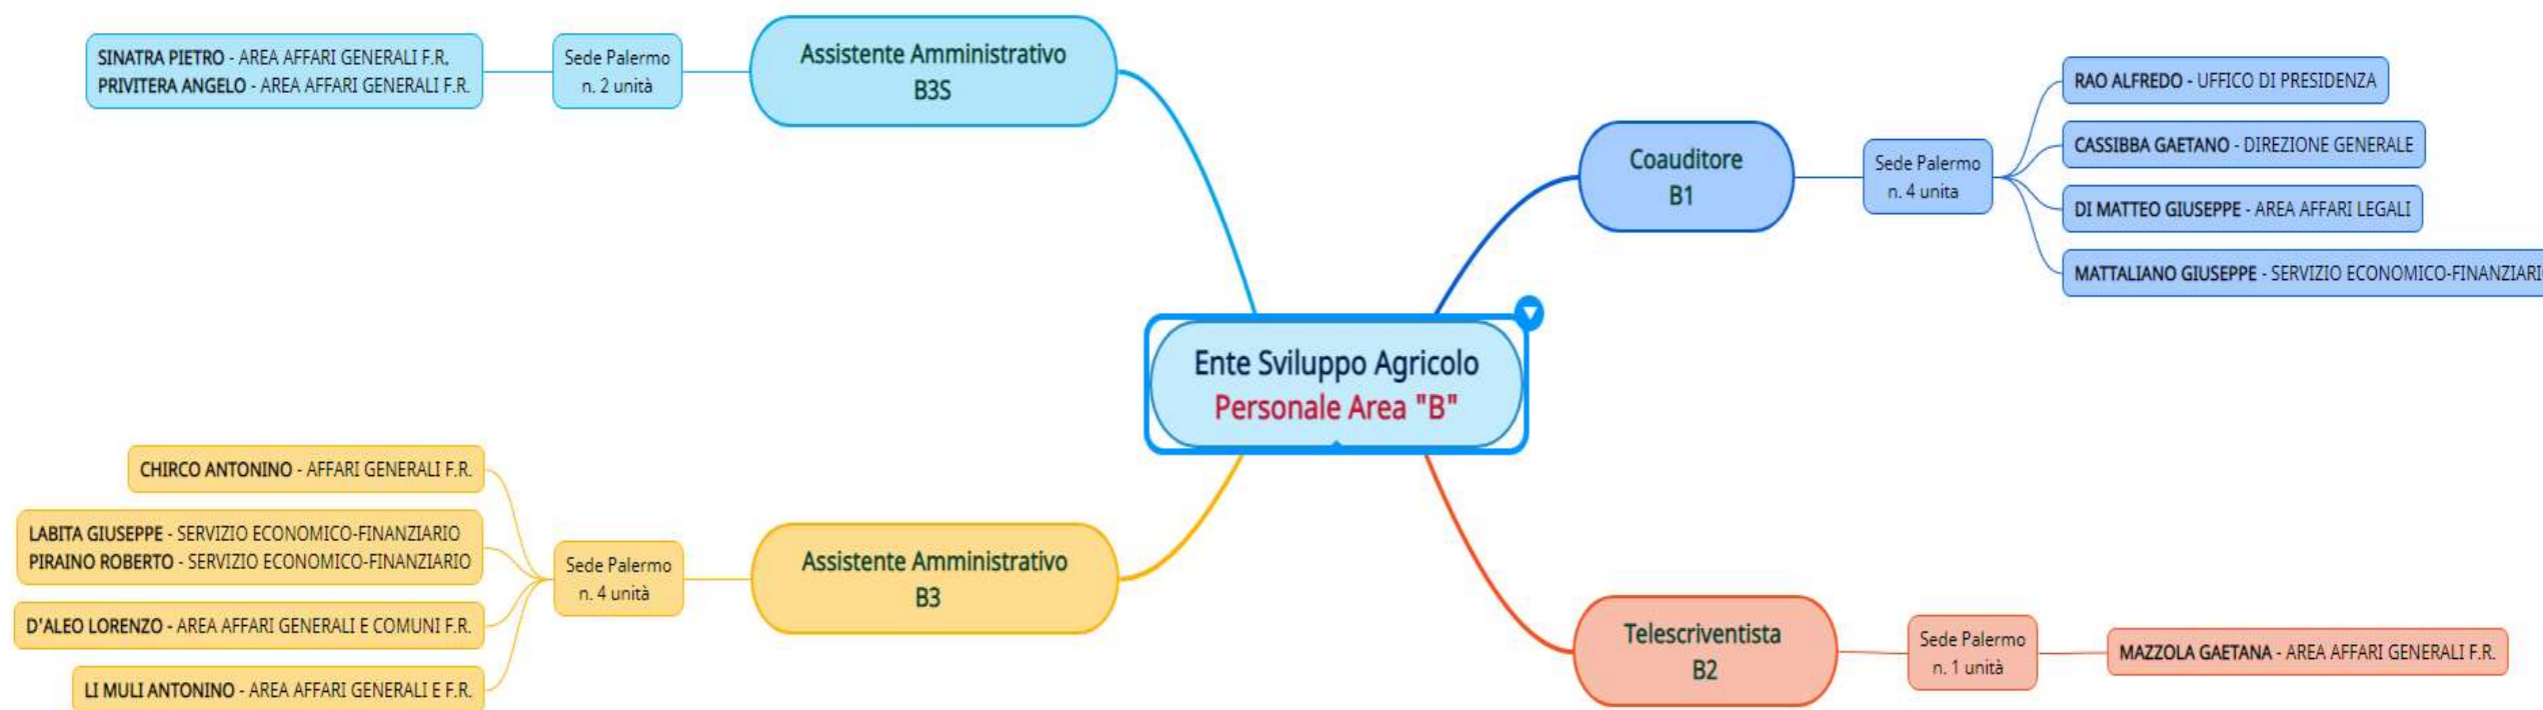 SINATRA PIETRO - AREA AFFARI GENERALI F.R.
PRIVITERA ANGELO - AREA AFFARI GENERALI F.R.
Sede Palermo
n. 2 unità
Assistente Amministrativo
B3S
Coauditore
B1
Sede Palermo
n. 4 unita
RAO ALFREDO - UFFICO DI PRESIDENZA
CASSIBBA GAETANO - DIREZIONE GENERALE
DI MATTEO GIUSEPPE - AREA AFFARI LEGALI
MATTALIANO GIUSEPPE - SERVIZIO ECONOMICO-FINANZIARI
Ente Sviluppo Agricolo
Personale Area "B"
CHIRCO ANTONINO - AFFARI GENERALI F.R.
LABITA GIUSEPPE - SERVIZIO ECONOMICO-FINANZIARIO
PIRAINO ROBERTO - SERVIZIO ECONOMICO-FINANZIARIO
D'ALEO LORENZO - AREA AFFARI GENERALI E COMUNI F.R.
LI MULI ANTONINO - AREA AFFARI GENERALI E F.R.
Sede Palermo
n. 4 unità
Assistente Amministrativo
B3
Telescriventista
B2
Sede Palermo
n. 1 unità
MAZZOLA GAETANA - AREA AFFARI GENERALI F.R.